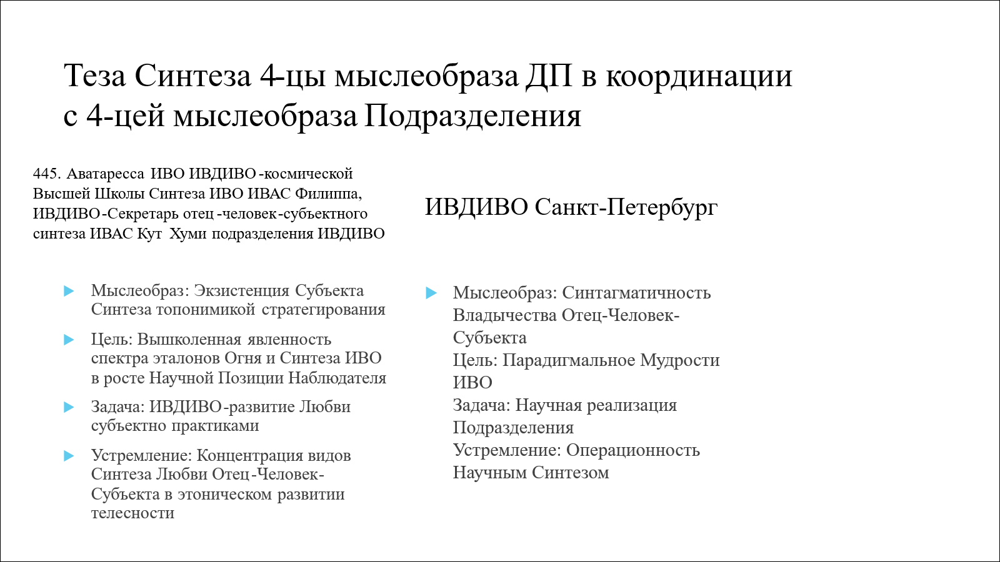 Теза Синтеза 4-цы мыслеобраза ДП в координации
с 4-цей мыслеобраза Подразделения
445. Аватаресса ИВО ИВДИВО-космической
Высшей Школы Синтеза ИВО ИВАС Филиппа,
ИВДИВО-Секретарь отец-человек-субъектного
синтеза ИВАС Кут Хуми подразделения ИВДИВО
Мыслеобраз: Экзистенция Субъекта
Синтеза топонимикой стратегирования
Цель: Вышколенная явленность
спектра эталонов Огня и Синтеза ИВО
в росте Научной Позиции Наблюдателя
Задача: ИВДИВО-развитие Любви
субъектно практиками
Устремление: Концентрация видов
Синтеза Любви Отец-Человек-
Субъекта в этоническом развитии
телесности
ИВДИВО Санкт-Петербург
Мыслеобраз: Синтагматичность
Владычества Отец-Человек-
Субъекта
Цель: Парадигмальное Мудрости
ИВО
Задача: Научная реализация
Подразделения
Устремление: Операционность
Научным Синтезом